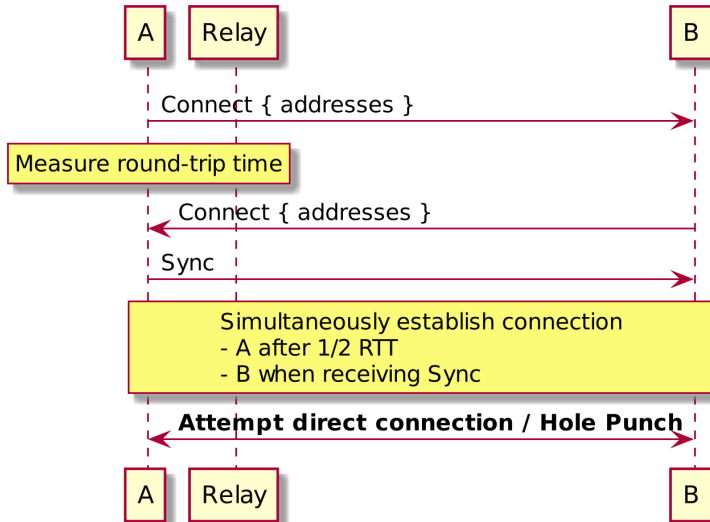 A Relay B
Connect { addresses }
Measure round-trip time
Connect { addresses }
Sync
Simultaneously establish connection
- A after 1/2 RTT
- B when receiving Sync
Attempt direct connection / Hole Punch
A Relay B